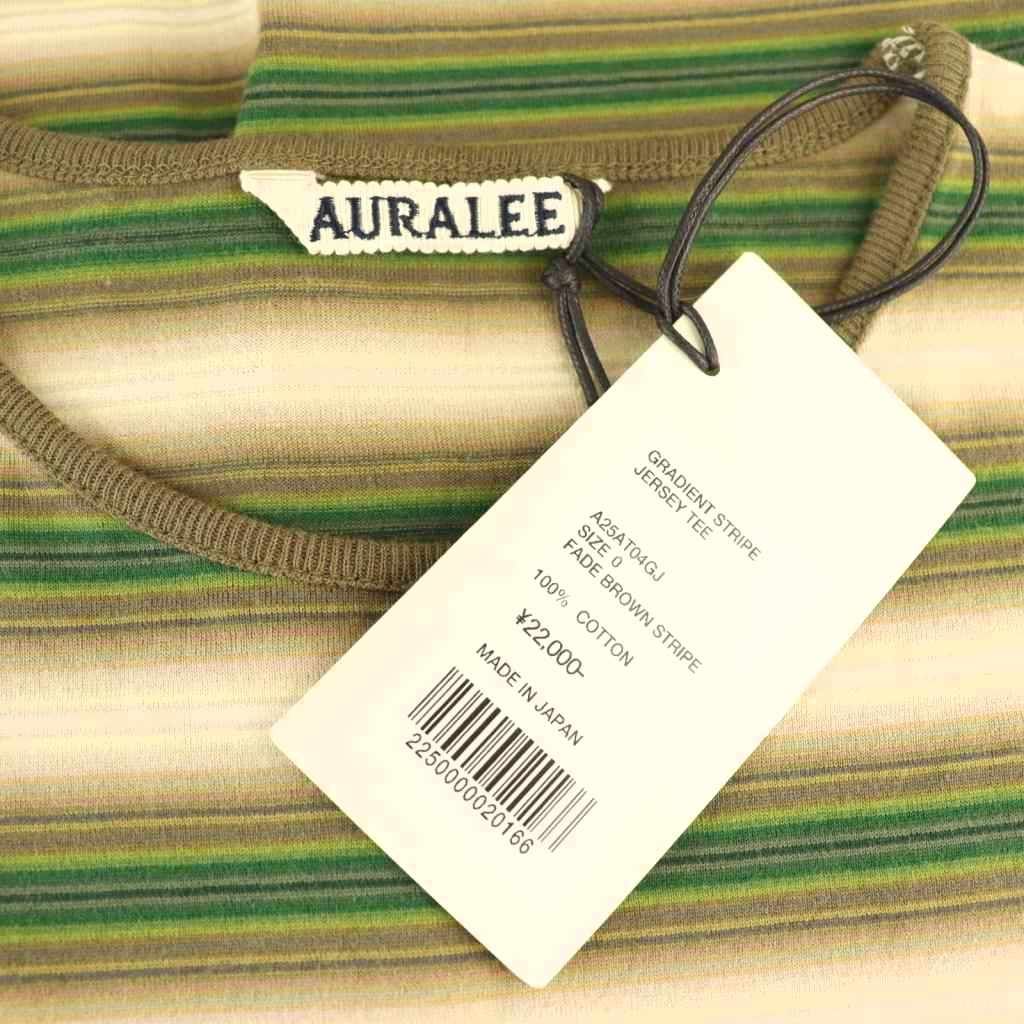 AURALEE
GRADIENT STRIPE
JERSEY TEE
A25AT04GJ
SIZE 0
FADE BROWN STRIPE
100% COTTON
¥22,000-
MADE IN JAPAN
2250000020166